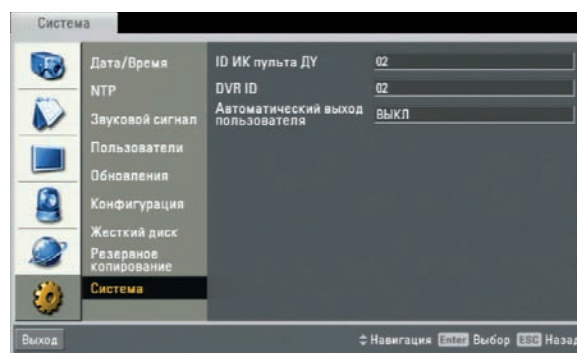 Система
Дата/Время
NTP
Звуковой сигнал
Пользователи
Обновления
Конфигурация
Жесткий диск
Резервное
копирование
Система
ID ИК пульта ДУ 02
DVR ID 02
Автоматический выход
пользователя ВЫКЛ
Выход Навигация Enter Выбор ESC Назад